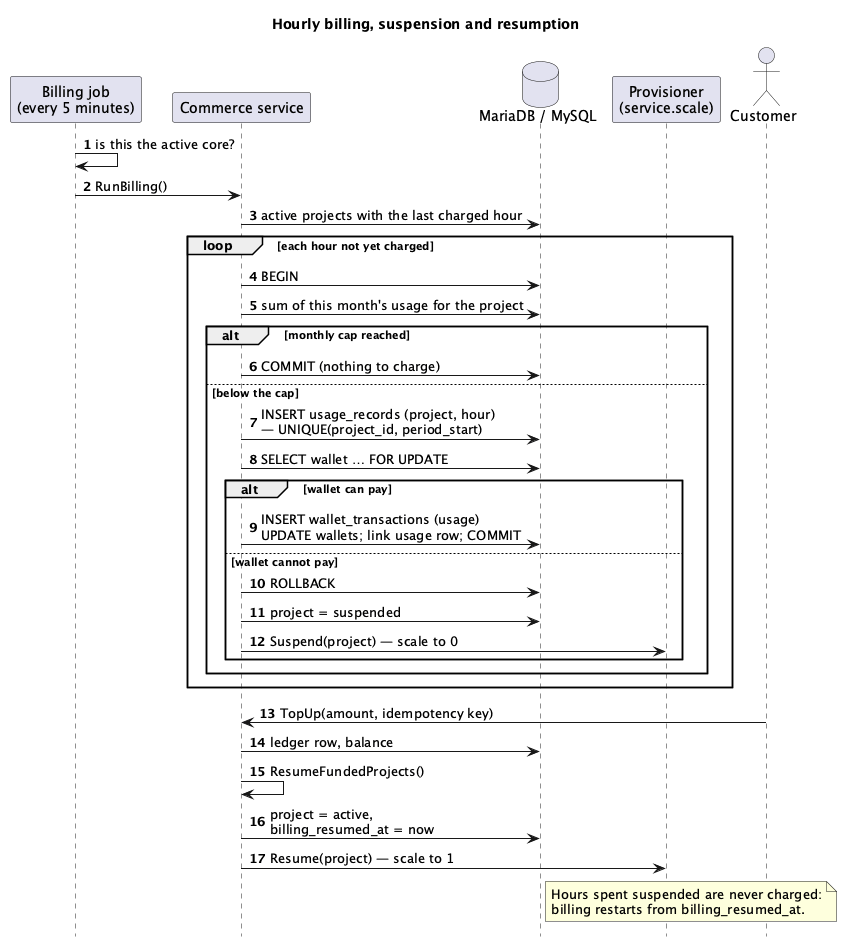 Hourly billing, suspension and resumption
Billing job
(every 5 minutes)
Commerce service
MariaDB / MySQL
Provisioner
(service.scale)
Customer
1 is this the active core?
2 RunBilling()
3 active projects with the last charged hour
loop [each hour not yet charged]
4 BEGIN
5 sum of this month's usage for the project
alt [monthly cap reached]
6 COMMIT (nothing to charge)
[below the cap]
7 INSERT usage_records (project, hour)
— UNIQUE(project_id, period_start)
8 SELECT wallet ... FOR UPDATE
alt [wallet can pay]
9 INSERT wallet_transactions (usage)
UPDATE wallets; link usage row; COMMIT
[wallet cannot pay]
10 ROLLBACK
11 project = suspended
12 Suspend(project) — scale to 0
13 TopUp(amount, idempotency key)
14 ledger row, balance
15 ResumeFundedProjects()
16 project = active,
billing_resumed_at = now
17 Resume(project) — scale to 1
Hours spent suspended are never charged:
billing restarts from billing_resumed_at.